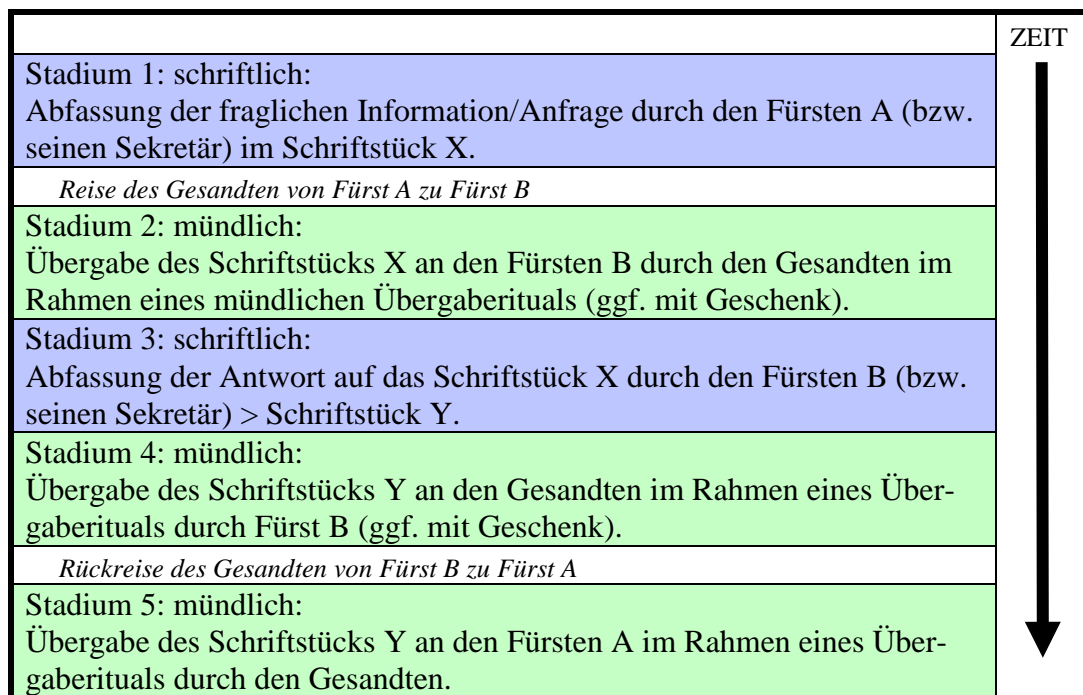 ZEIT
Stadium 1: schriftlich:
Abfassung der fraglichen Information/Anfrage durch den Fürsten A (bzw.
seinen Sekretär) im Schriftstück X.
Reise des Gesandten von Fürst A zu Fürst B
Stadium 2: mündlich:
Übergabe des Schriftstücks X an den Fürsten B durch den Gesandten im
Rahmen eines mündlichen Übergaberituals (ggf. mit Geschenk).
Stadium 3: schriftlich:
Abfassung der Antwort auf das Schriftstück X durch den Fürsten B (bzw.
seinen Sekretär) > Schriftstück Y.
Stadium 4: mündlich:
Übergabe des Schriftstücks Y an den Gesandten im Rahmen eines Über-
gaberituals durch Fürst B (ggf. mit Geschenk).
Rückreise des Gesandten von Fürst B zu Fürst A
Stadium 5: mündlich:
Übergabe des Schriftstücks Y an den Fürsten A im Rahmen eines Über-
gaberituals durch den Gesandten.